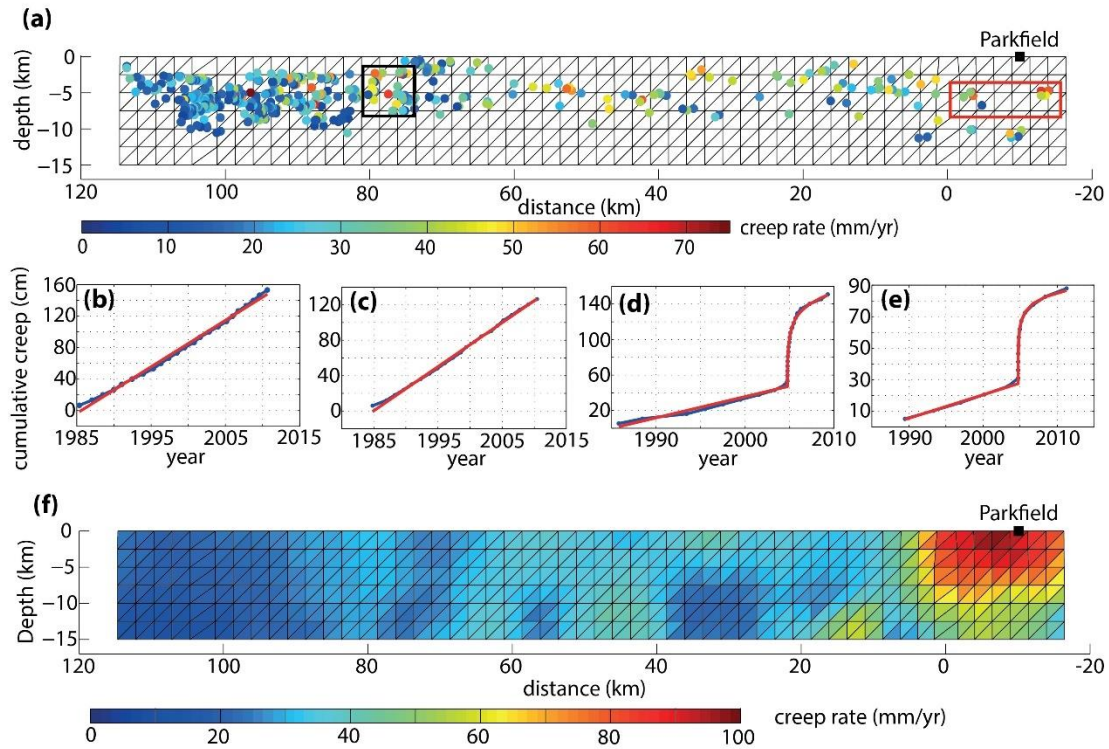 (a)
Parkfield
0
−5
−10
−15
depth (km)
120 100 80 60 40 20 0 -20
distance (km)
0 10 20 30 40 50 60 70
creep rate (mm/yr)
cumulative creep (cm)
(b)
160
120
80
40
0
1985 1995 2005 2015
year
(c)
120
80
40
0
1985 1995 2005 2015
year
(d)
140
100
60
20
1990 2000 2010
year
(e)
90
70
50
30
10
1990 2000 2010
year
(f)
Parkfield
0
−5
−10
−15
Depth (km)
120 100 80 60 40 20 0 -20
distance (km)
0 20 40 60 80 100
creep rate (mm/yr)